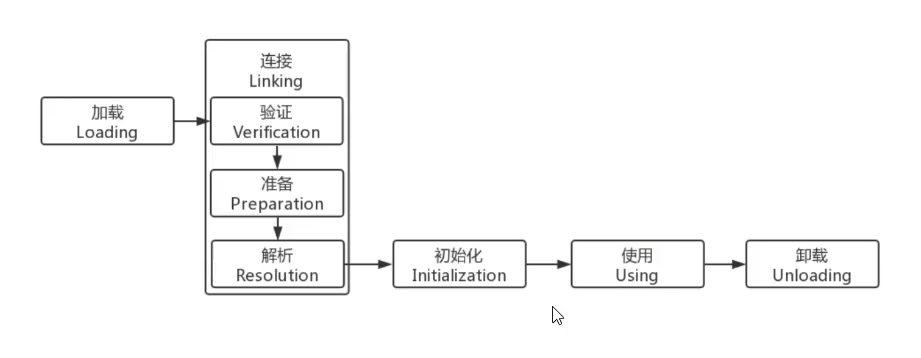 加载
Loading
连接
Linking
验证
Verification
准备
Preparation
解析
Resolution
初始化
Initialization
使用
Using
卸载
Unloading